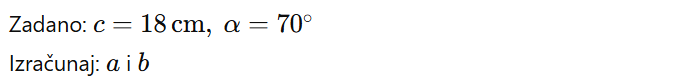 Zadano: c = 18 cm, α = 70°
Izračunaj: a i b